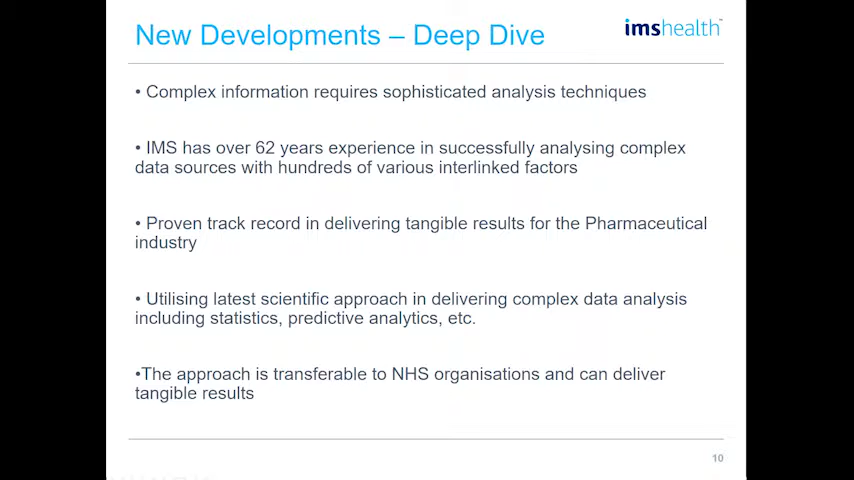 New Developments – Deep Dive
imshealth™
• Complex information requires sophisticated analysis techniques
• IMS has over 62 years experience in successfully analysing complex
data sources with hundreds of various interlinked factors
• Proven track record in delivering tangible results for the Pharmaceutical
industry
• Utilising latest scientific approach in delivering complex data analysis
including statistics, predictive analytics, etc.
•The approach is transferable to NHS organisations and can deliver
tangible results
10